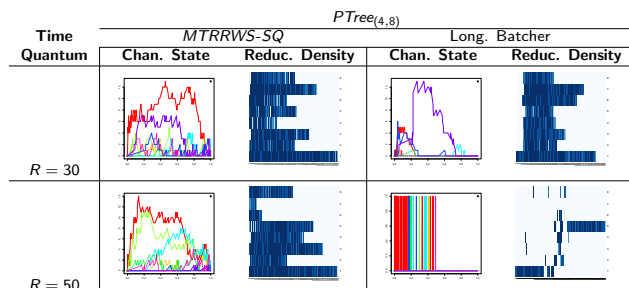 PTree(4,8)
Time MTRRWS-SQ Long. Batcher
Quantum Chan. State Reduc. Density Chan. State Reduc. Density
R = 30
R = 50